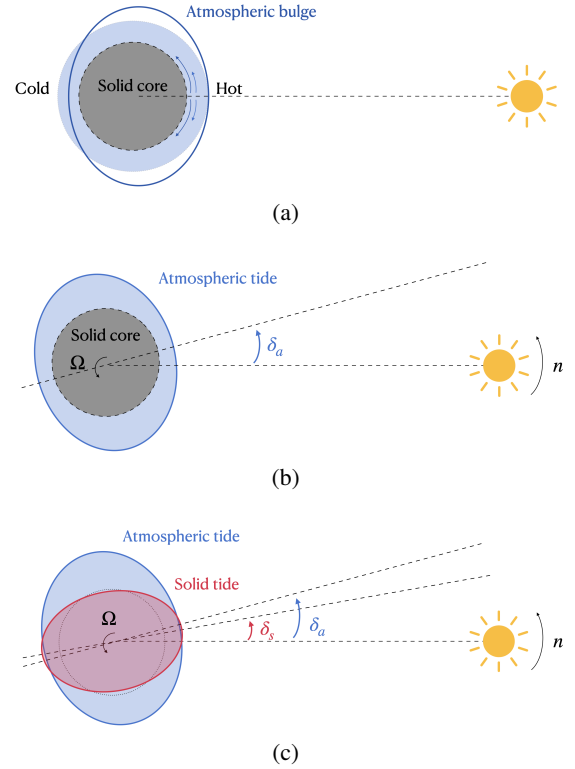 Atmospheric bulge
Solid core
Cold
Hot
(a)
Atmospheric tide
Solid core
Ω
δₐ
n
(b)
Atmospheric tide
Solid tide
Ω
δₛ
δₐ
n
(c)